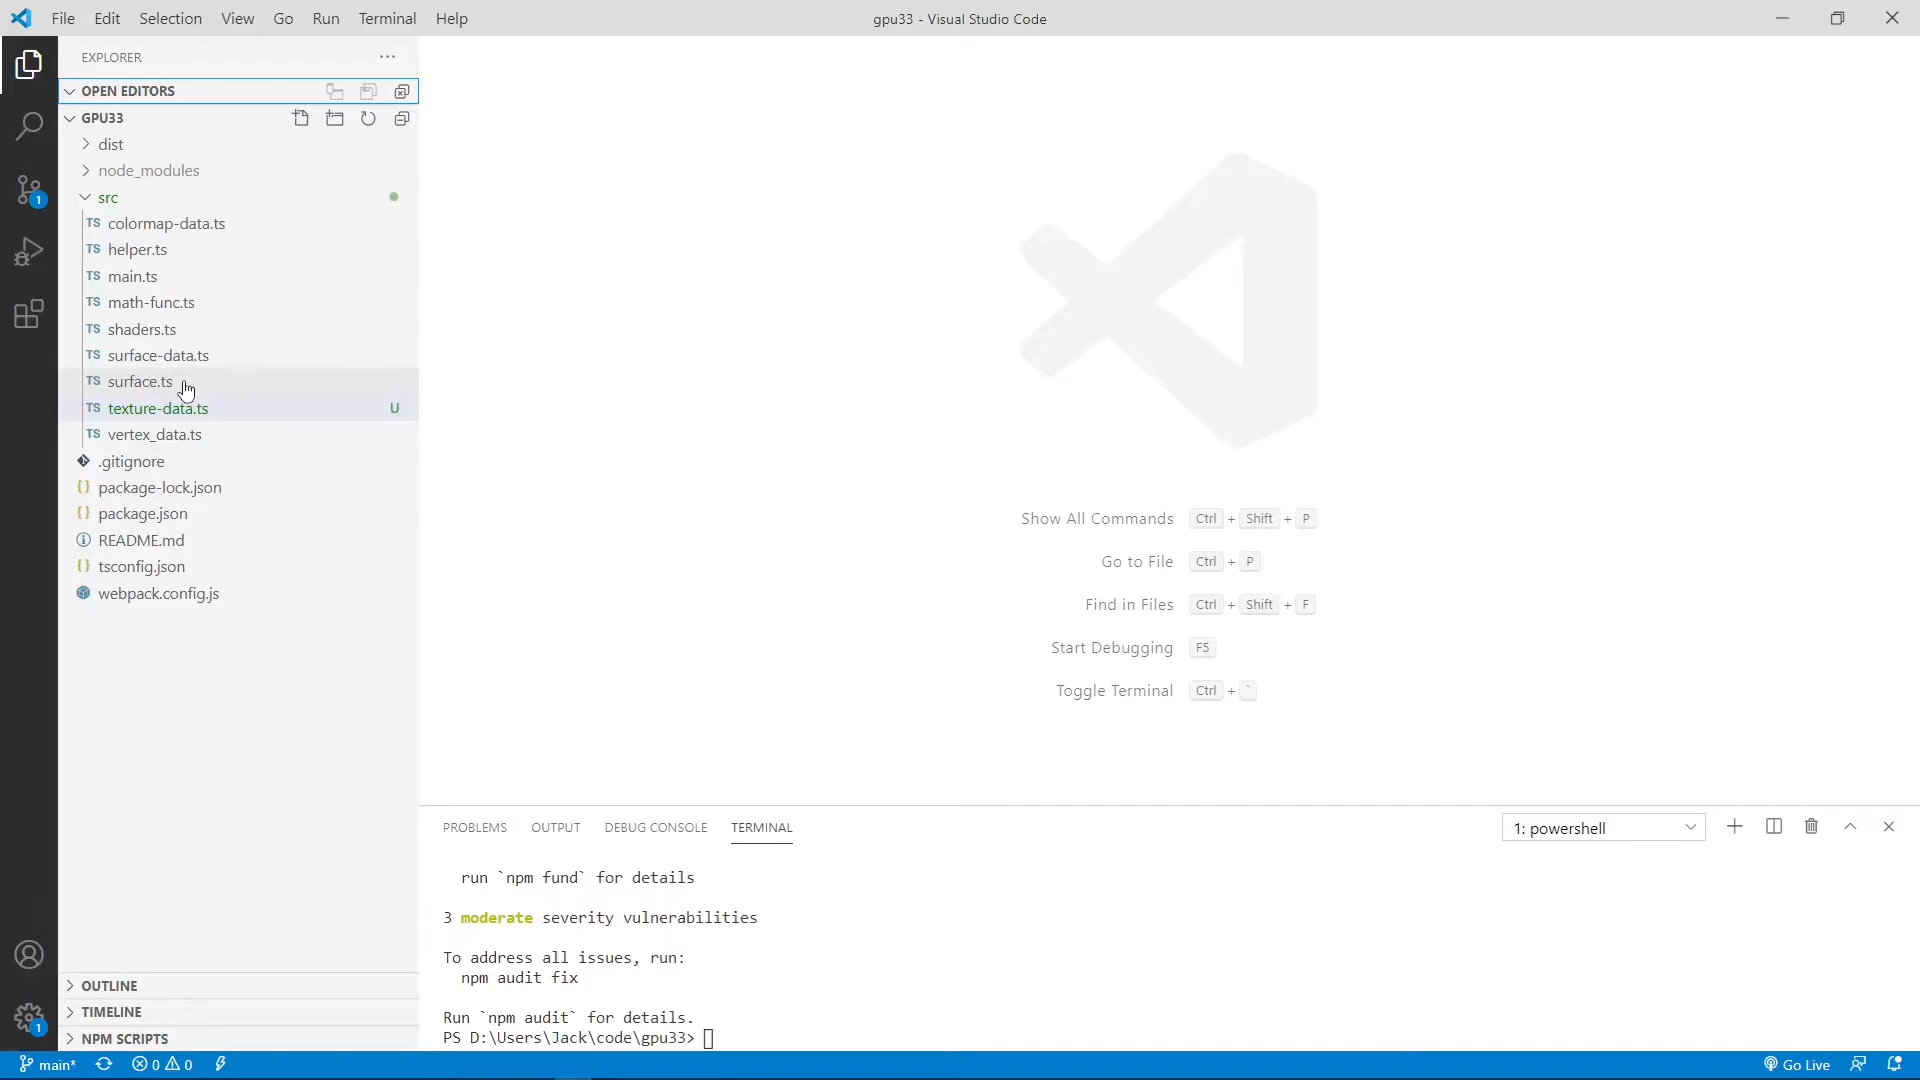 File Edit Selection View Go Run Terminal Help
gpu33 - Visual Studio Code
EXPLORER
OPEN EDITORS
GPU33
dist
node_modules
src
TS colormap-data.ts
TS helper.ts
TS main.ts
TS math-func.ts
TS shaders.ts
TS surface-data.ts
TS surface.ts
TS texture-data.ts U
TS vertex_data.ts
.gitignore
package-lock.json
package.json
README.md
tsconfig.json
webpack.config.js
OUTLINE
TIMELINE
NPM SCRIPTS
1
1
Show All Commands Ctrl + Shift + P
Go to File Ctrl + P
Find in Files Ctrl + Shift + F
Start Debugging F5
Toggle Terminal Ctrl + `
PROBLEMS OUTPUT DEBUG CONSOLE TERMINAL
1: powershell
run `npm fund` for details
3 moderate severity vulnerabilities
To address all issues, run:
npm audit fix
Run `npm audit` for details.
PS D:\Users\Jack\code\gpu33>
main* 0 0
Go Live